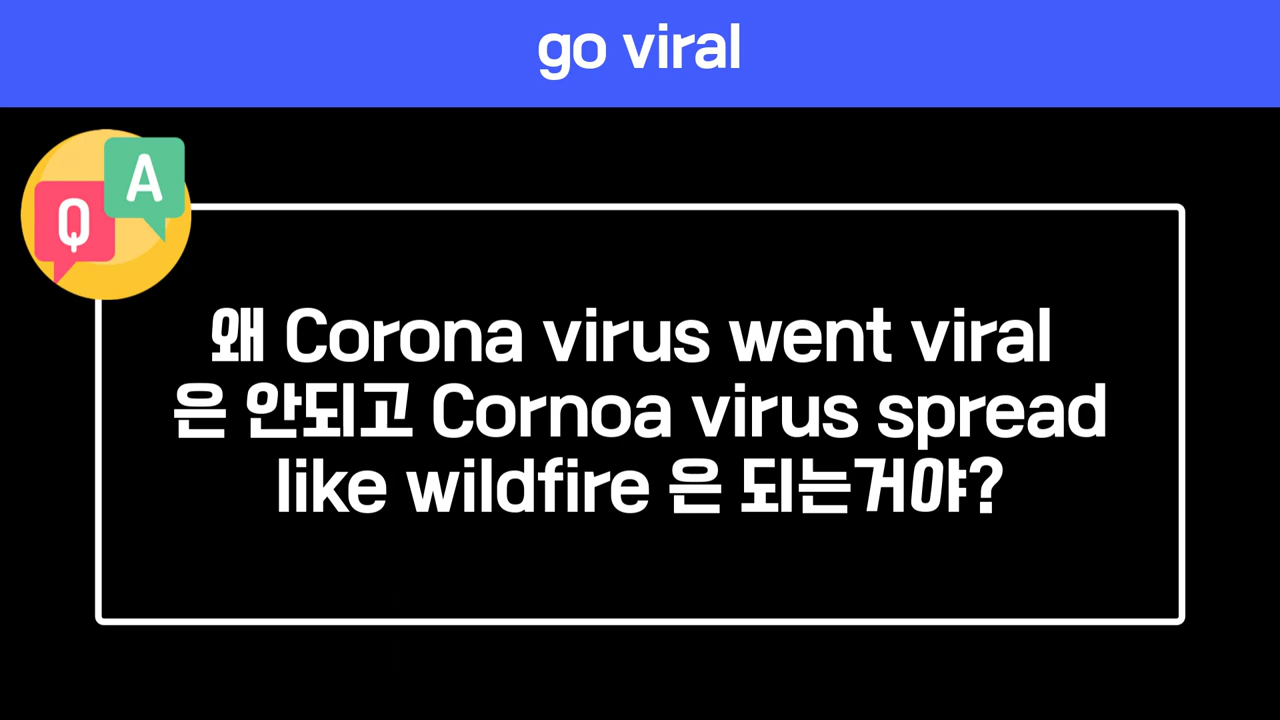 go viral
Q
A
왜 Corona virus went viral
은 안되고 Cornoa virus spread
like wildfire 은 되는거야?